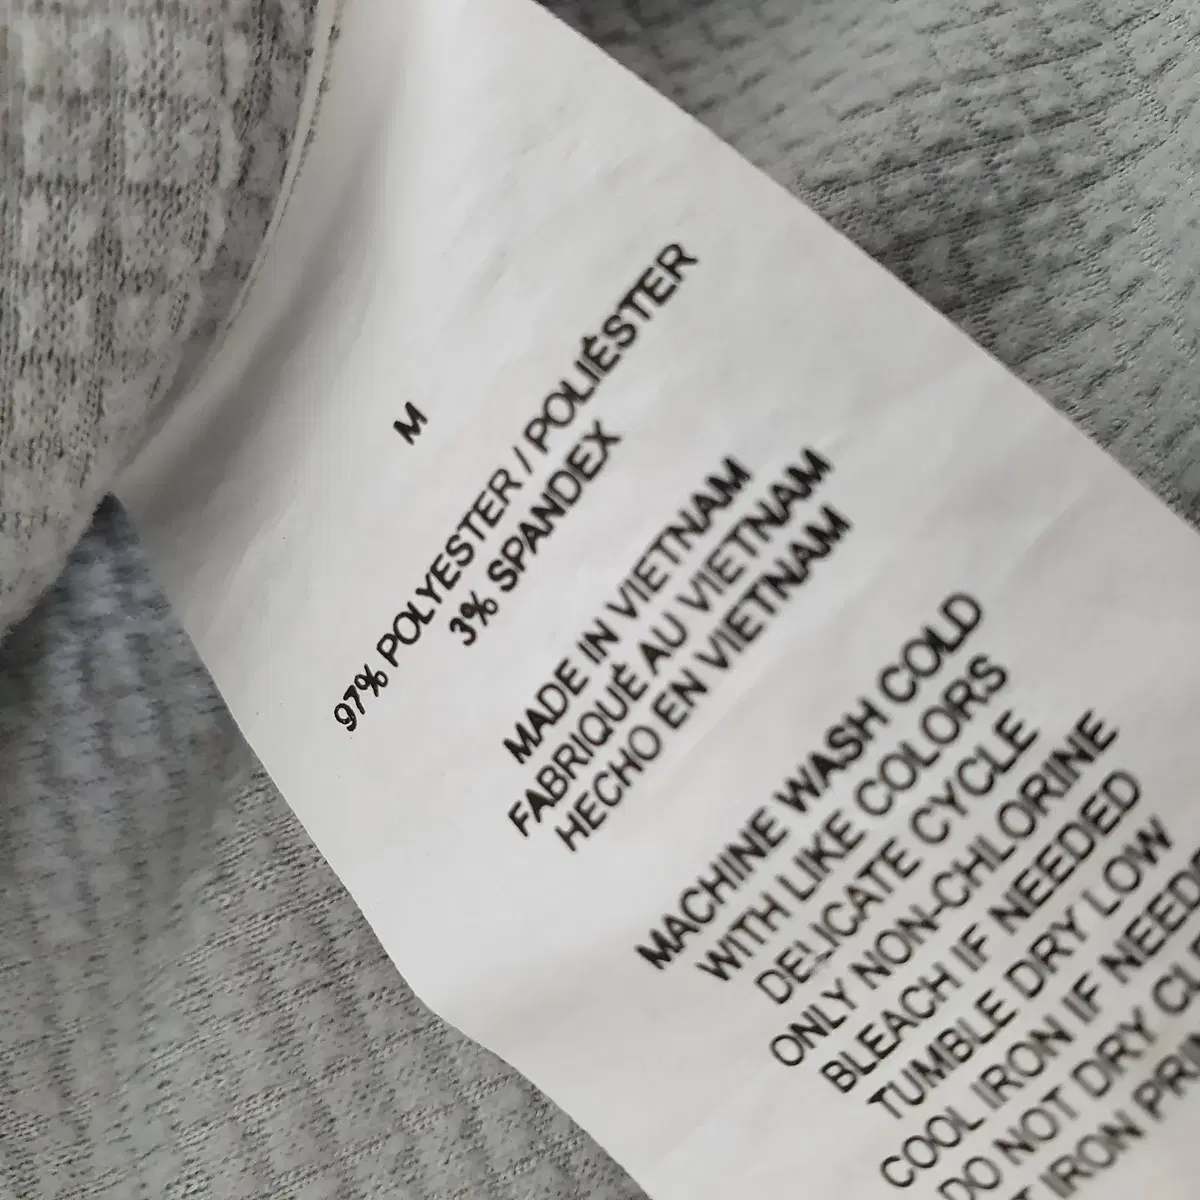 M
97% POLYESTER / POLIÉSTER
3% SPANDEX
MADE IN VIETNAM
FABRIQUÉ AU VIETNAM
HECHO EN VIETNAM
MACHINE WASH COLD
WITH LIKE COLORS
DELICATE CYCLE
ONLY NON-CHLORINE
BLEACH IF NEEDED
TUMBLE DRY LOW
COOL IRON IF
DO NOT DRY
IRON